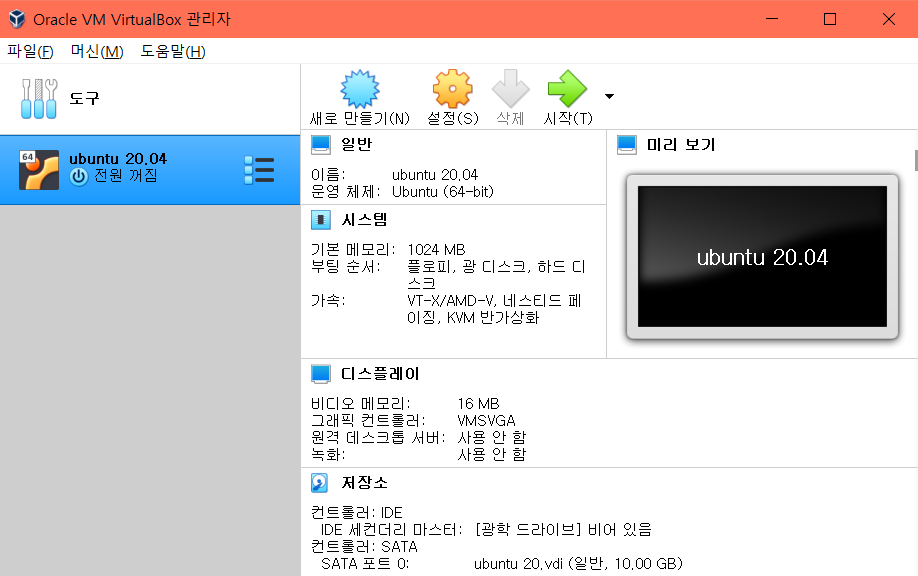 Oracle VM VirtualBox 관리자
파일(F) 머신(M) 도움말(H)
도구
새로 만들기(N) 설정(S) 삭제 시작(T)
64
ubuntu 20.04
전원 꺼짐
일반
이름: ubuntu 20.04
운영 체제: Ubuntu (64-bit)
시스템
기본 메모리: 1024 MB
부팅 순서: 플로피, 광 디스크, 하드 디
스크
가속: VT-X/AMD-V, 네스티드 페
이징, KVM 반가상화
미리 보기
ubuntu 20.04
디스플레이
비디오 메모리: 16 MB
그래픽 컨트롤러: VMSVGA
원격 데스크톱 서버: 사용 안 함
녹화: 사용 안 함
저장소
컨트롤러: IDE
IDE 세컨더리 마스터: [광학 드라이브] 비어 있음
컨트롤러: SATA
SATA 포트 0: ubuntu 20.vdi (일반, 10.00 GB)